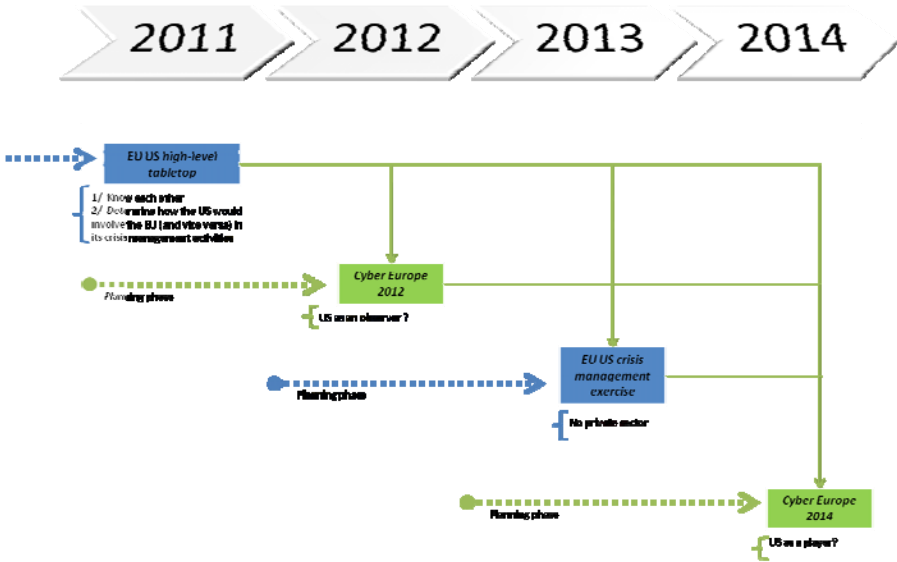 2011
2012
2013
2014
EU US high-level
tabletop
1/ Know each other
2/ Determine how the US would
involve the EU (and vice versa) in
its crisis management activities
Cyber Europe
2012
Planning phase
US as an observer ?
EU US crisis
management
exercise
Planning phase
No private sector
Cyber Europe
2014
Planning phase
US as a player?